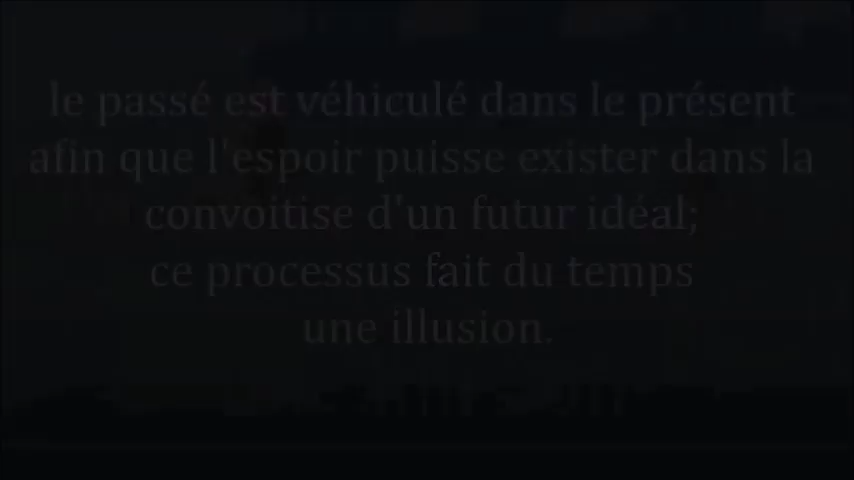 le passé est véhiculé dans le présent
afin que l'espoir puisse exister dans la
convoitise d'un futur idéal;
ce processus fait du temps
une illusion.